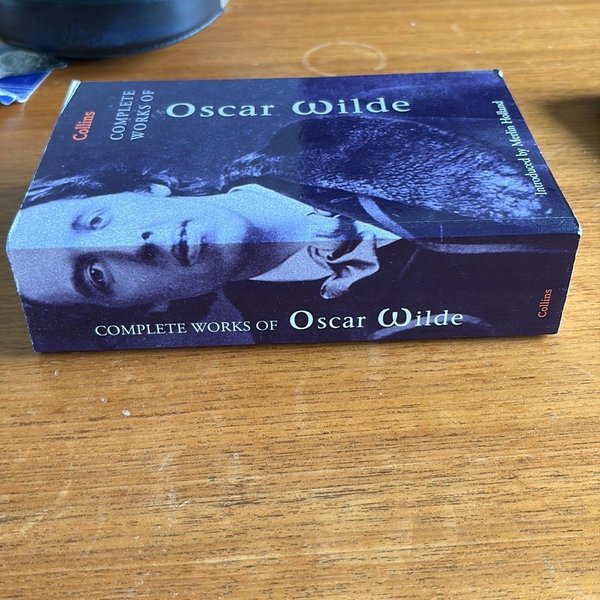 Collins
COMPLETE
WORKS OF
Oscar Wilde
Introduced by Merlin Holland
COMPLETE WORKS OF Oscar Wilde
Collins